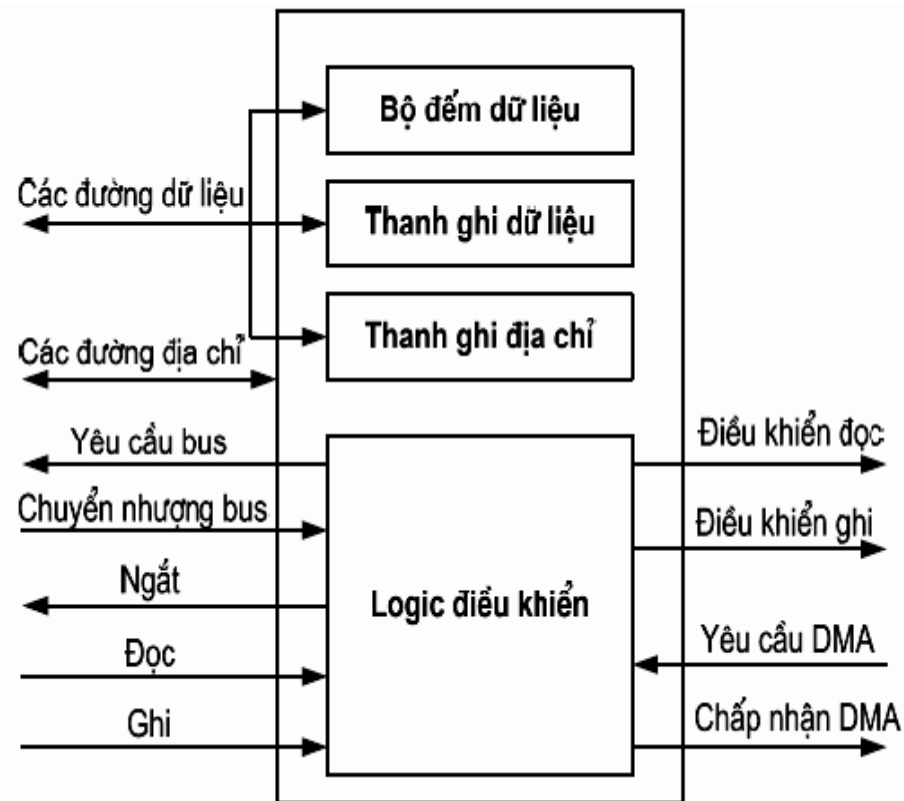 Bộ đếm dữ liệu
Các đường dữ liệu
Thanh ghi dữ liệu
Thanh ghi địa chỉ
Các đường địa chỉ
Yêu cầu bus
Điều khiển đọc
Chuyển nhượng bus
Điều khiển ghi
Ngắt
Logic điều khiển
Đọc
Yêu cầu DMA
Ghi
Chấp nhận DMA